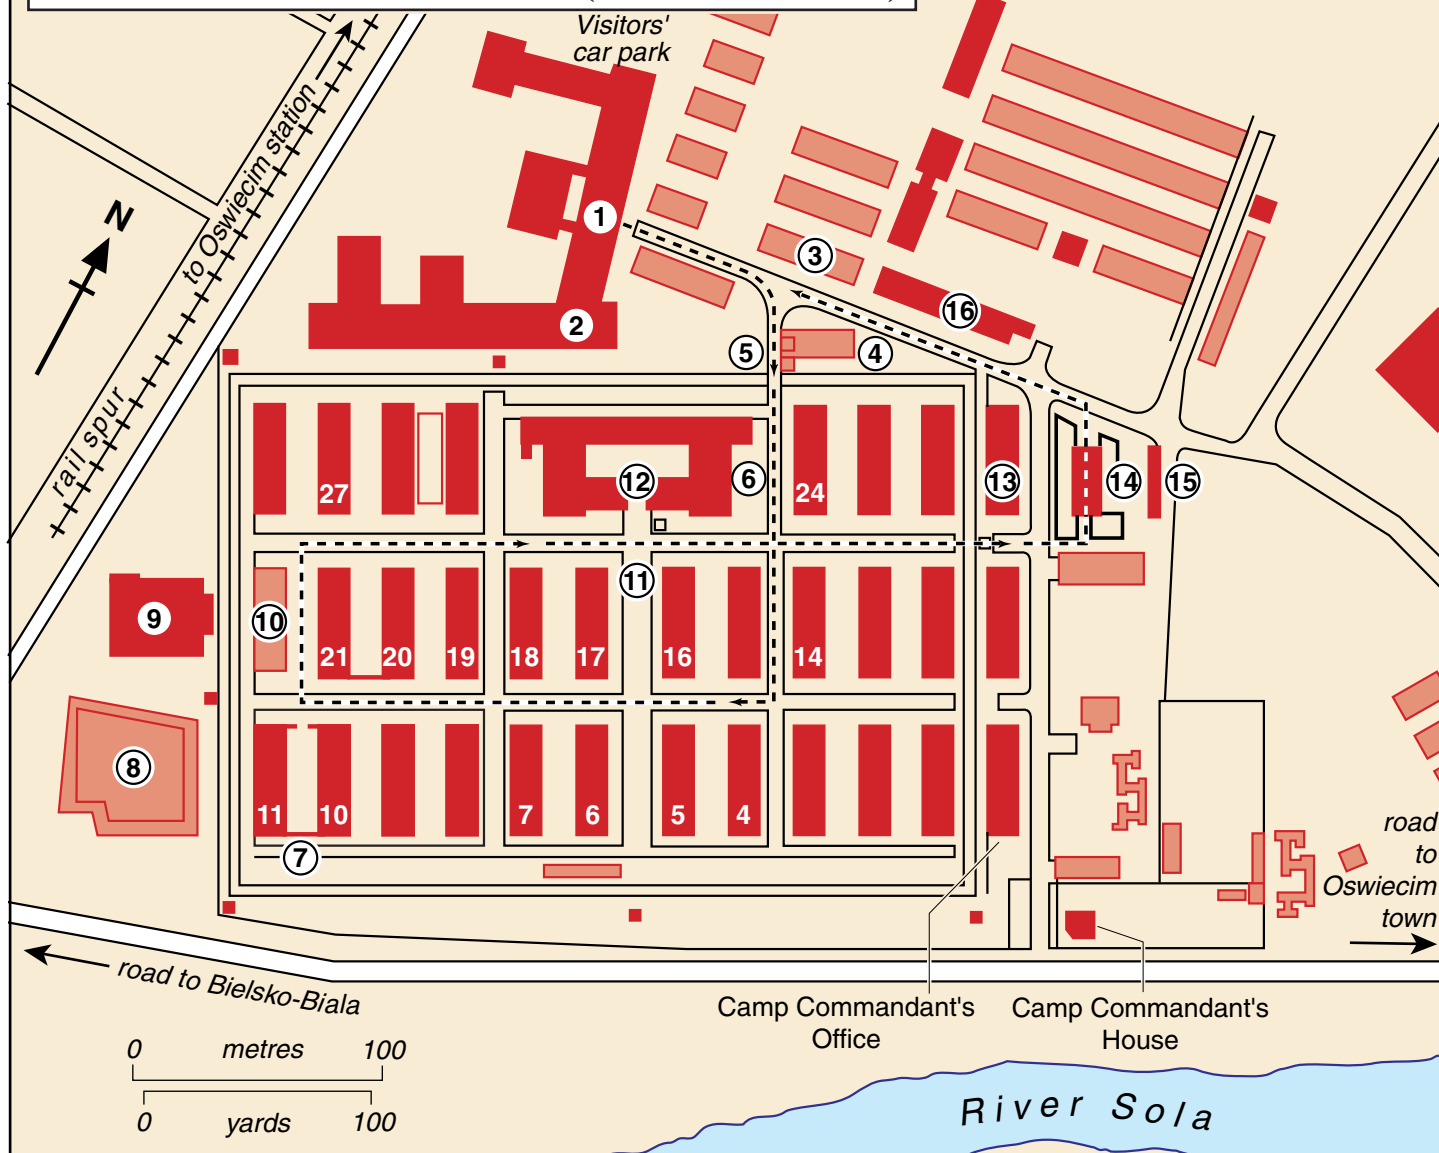 Visitors'
car park
to Oswiecim station
N
rail spur
1
2
3
16
5
4
27
12
6
24
13
14
15
11
9
10
21
20
19
18
17
16
14
8
11
10
7
6
5
4
7
road
to
Oswiecim
town
road to Bielsko-Biala
Camp Commandant's
Office
Camp Commandant's
House
0 metres 100
0 yards 100
River Sola